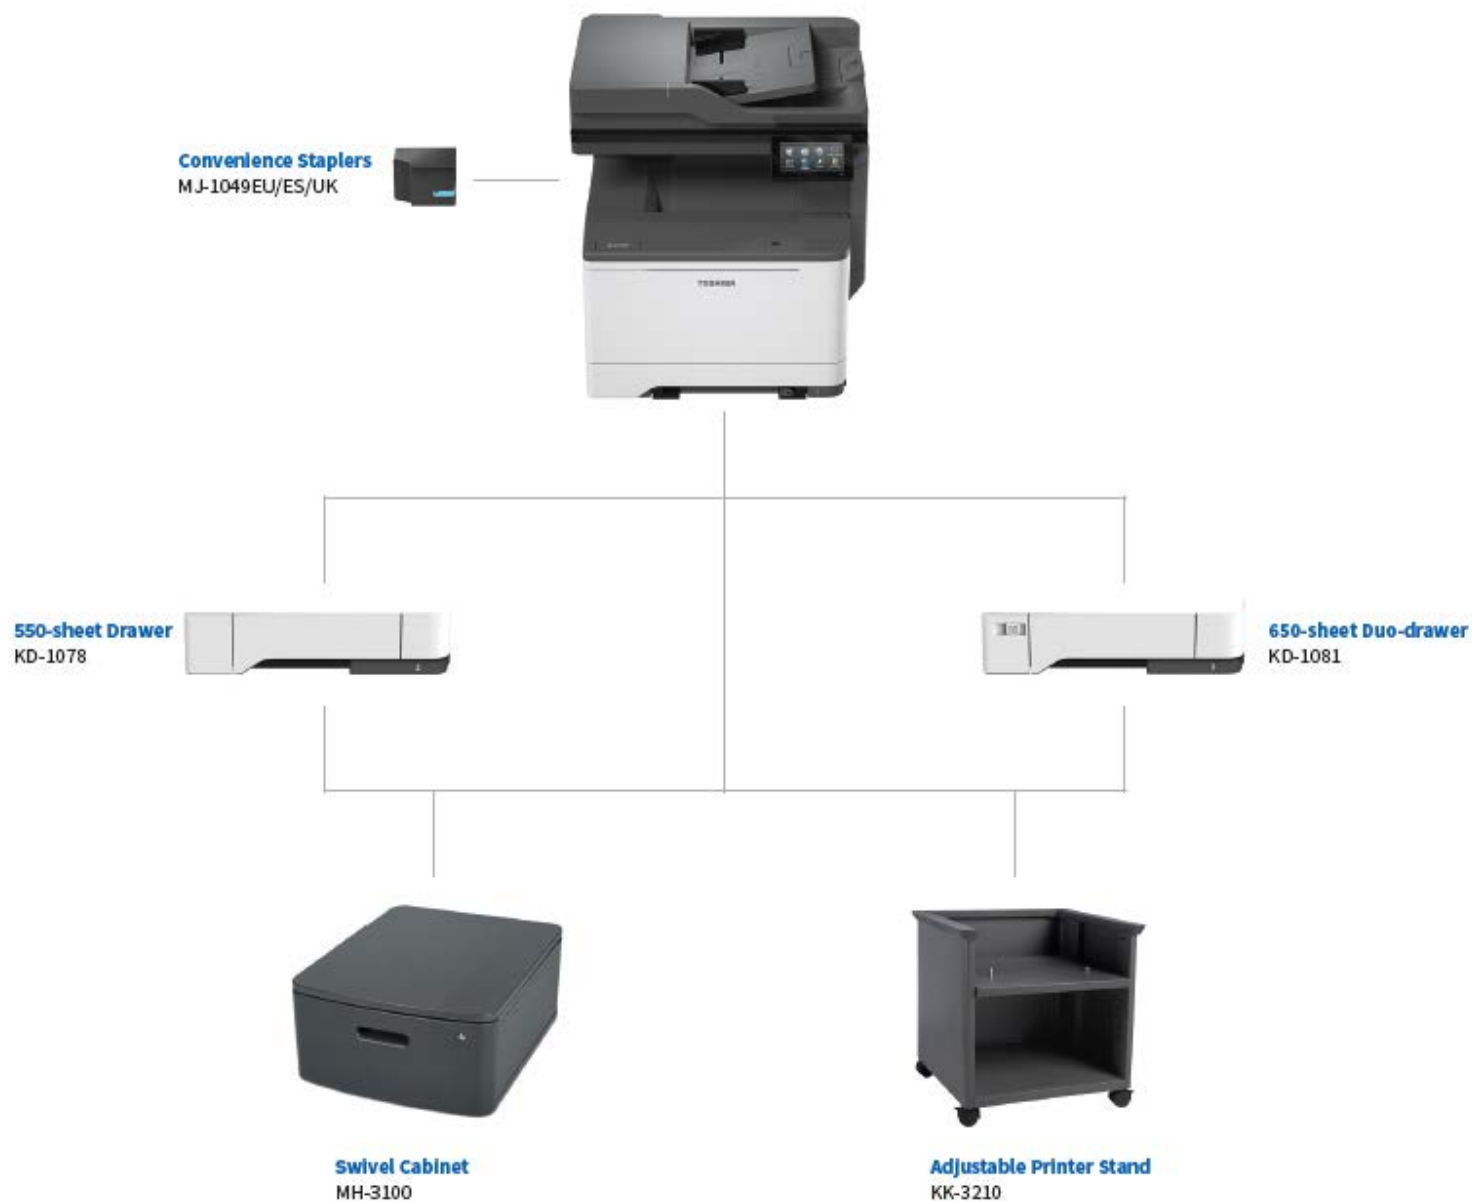 Convenience Staplers
MJ-1049EU/ES/UK
TOSHIBA
550-sheet Drawer
KD-1078
650-sheet Duo-drawer
KD-1081
Swivel Cabinet
MH-3100
Adjustable Printer Stand
KK-3210